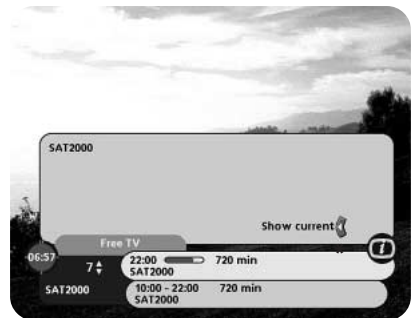 SAT2000
Show current
Free TV
06:57
7
22:00 720 min
SAT2000
SAT2000
10:00 - 22:00 720 min
SAT2000
i